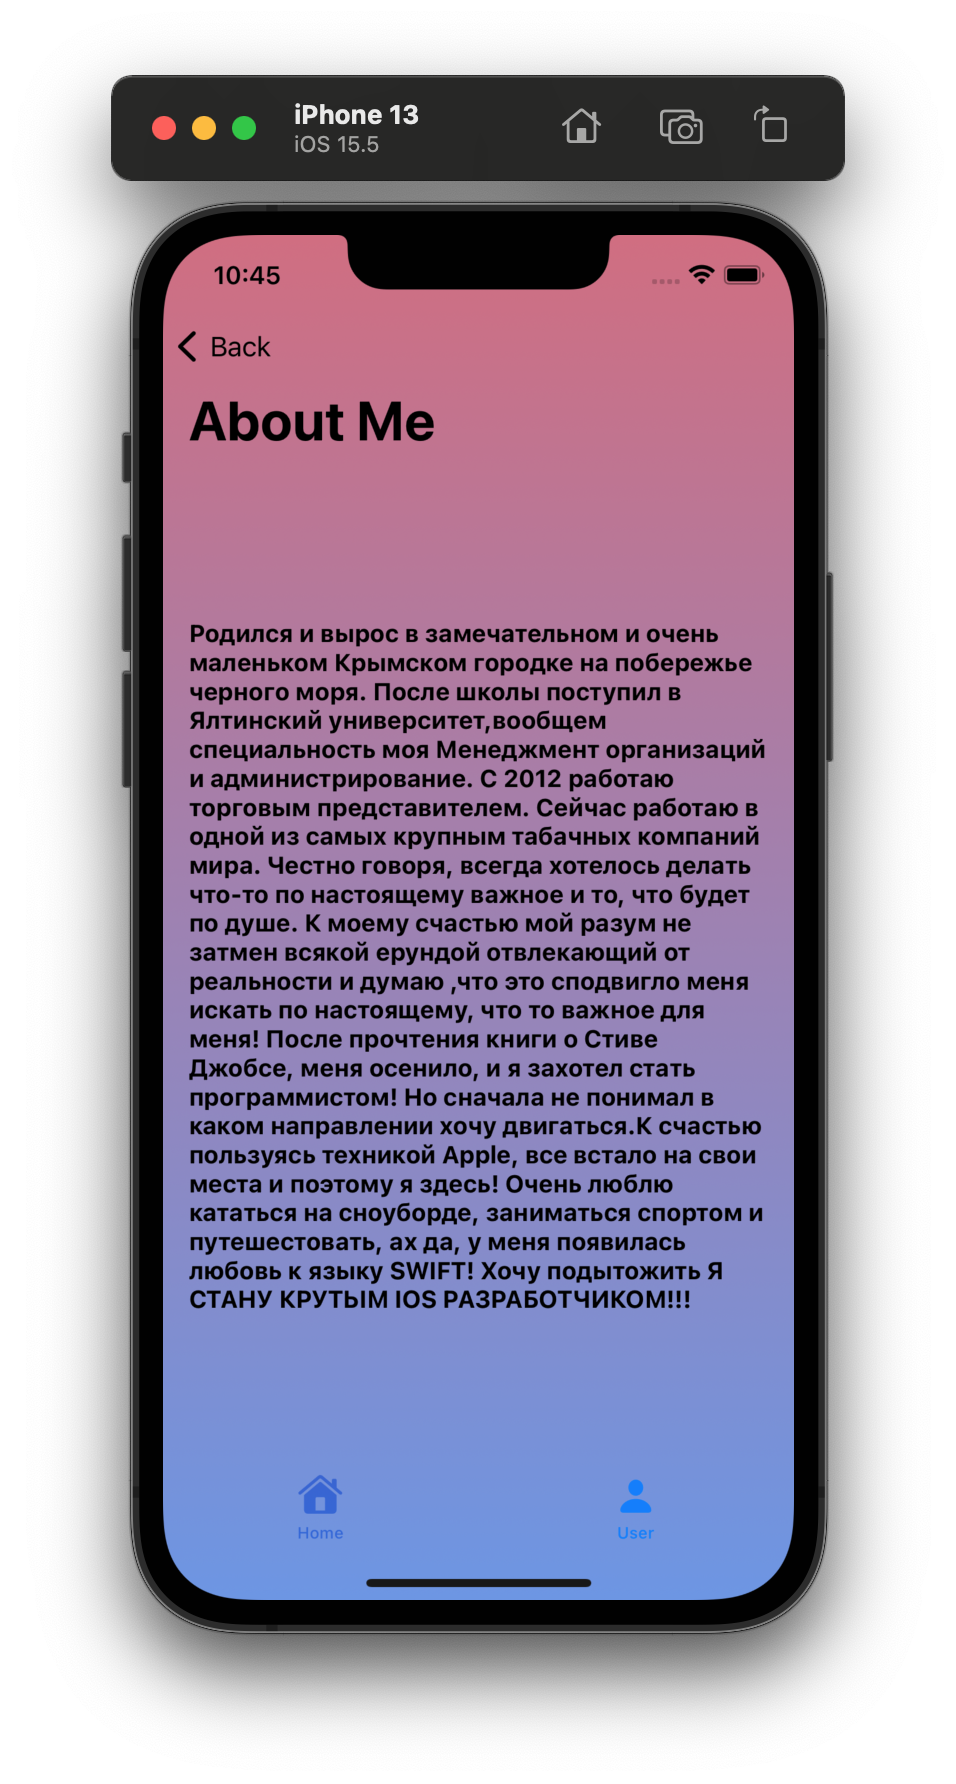 iPhone 13
iOS 15.5
10:45
Back
About Me
Родился и вырос в замечательном и очень
маленьком Крымском городке на побережье
черного моря. После школы поступил в
Ялтинский университет,вообщем
специальность моя Менеджмент организаций
и администрирование. С 2012 работаю
торговым представителем. Сейчас работаю в
одной из самых крупным табачных компаний
мира. Честно говоря, всегда хотелось делать
что-то по настоящему важное и то, что будет
по душе. К моему счастью мой разум не
затмен всякой ерундой отвлекающий от
реальности и думаю ,что это сподвигло меня
искать по настоящему, что то важное для
меня! После прочтения книги о Стиве
Джобсе, меня осенило, и я захотел стать
программистом! Но сначала не понимал в
каком направлении хочу двигаться.К счастью
пользуясь техникой Apple, все встало на свои
места и поэтому я здесь! Очень люблю
кататься на сноуборде, заниматься спортом и
путешестовать, ах да, у меня появилась
любовь к языку SWIFT! Хочу подытожить Я
СТАНУ КРУТЫМ IOS РАЗРАБОТЧИКОМ!!!
Home
User